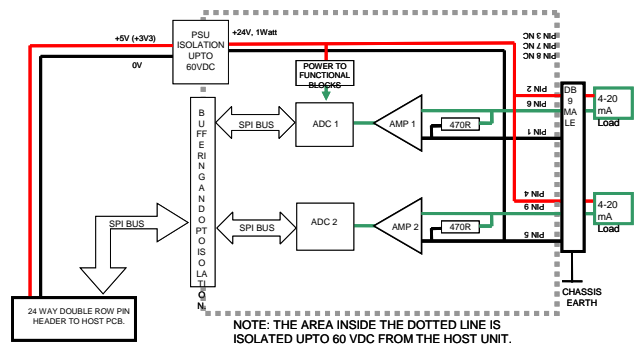 +5V (+3V3)
0V
PSU
ISOLATION
UPTO
60VDC
+24V, 1Watt
POWER TO
FUNCTIONAL
BLOCKS
PIN 3 NC
PIN 7 NC
PIN 8 NC
PIN 2
PIN 6
PIN 1
PIN 4
PIN 9
PIN 5
DB
9
MA
LE
4-20
mA
Load
4-20
mA
Load
BUFFERINGANDOPTOISOLATION
SPI BUS
ADC 1
AMP 1
470R
SPI BUS
SPI BUS
ADC 2
AMP 2
470R
CHASSIS
EARTH
24 WAY DOUBLE ROW PIN
HEADER TO HOST PCB.
NOTE: THE AREA INSIDE THE DOTTED LINE IS
ISOLATED UPTO 60 VDC FROM THE HOST UNIT.